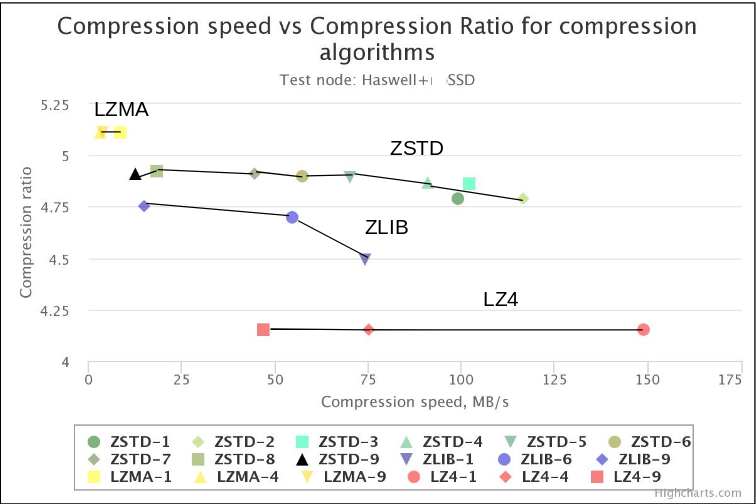 Compression speed vs Compression Ratio for compression
algorithms
Test node: Haswell+ SSD
Compression ratio
5.25
5
4.75
4.5
4.25
4
LZMA
ZSTD
ZLIB
LZ4
0 25 50 75 100 125 150 175
Compression speed, MB/s
ZSTD-1 ZSTD-2 ZSTD-3 ZSTD-4 ZSTD-5 ZSTD-6
ZSTD-7 ZSTD-8 ZSTD-9 ZLIB-1 ZLIB-6 ZLIB-9
LZMA-1 LZMA-4 LZMA-9 LZ4-1 LZ4-4 LZ4-9
Highcharts.com